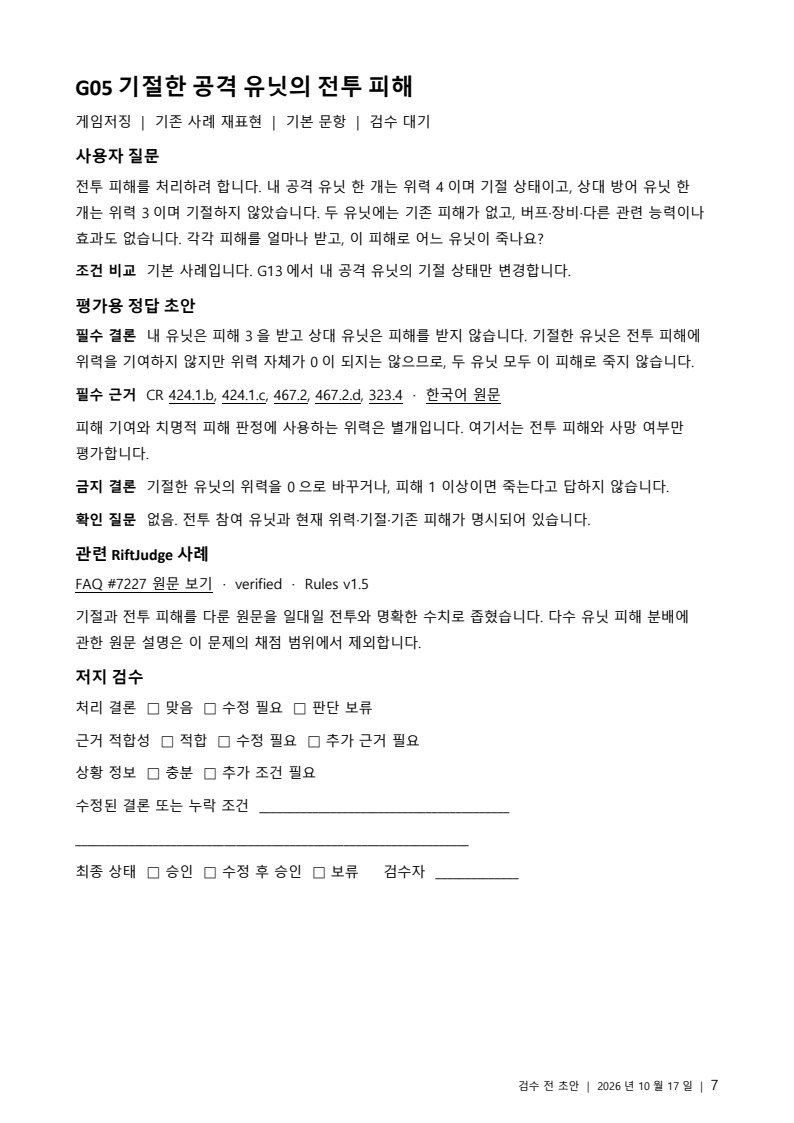 G05 기절한 공격 유닛의 전투 피해
게임저징 | 기존 사례 재표현 | 기본 문항 | 검수 대기
사용자 질문
전투 피해를 처리하려 합니다. 내 공격 유닛 한 개는 위력 4 이며 기절 상태이고, 상대 방어 유닛 한
개는 위력 3 이며 기절하지 않았습니다. 두 유닛에는 기존 피해가 없고, 버프·장비·다른 관련 능력이나
효과도 없습니다. 각각 피해를 얼마나 받고, 이 피해로 어느 유닛이 죽나요?
조건 비교 기본 사례입니다. G13 에서 내 공격 유닛의 기절 상태만 변경합니다.
평가용 정답 초안
필수 결론 내 유닛은 피해 3 을 받고 상대 유닛은 피해를 받지 않습니다. 기절한 유닛은 전투 피해에
위력을 기여하지 않지만 위력 자체가 0 이 되지는 않으므로, 두 유닛 모두 이 피해로 죽지 않습니다.
필수 근거 CR 424.1.b, 424.1.c, 467.2, 467.2.d, 323.4 · 한국어 원문
피해 기여와 치명적 피해 판정에 사용하는 위력은 별개입니다. 여기서는 전투 피해와 사망 여부만
평가합니다.
금지 결론 기절한 유닛의 위력을 0 으로 바꾸거나, 피해 1 이상이면 죽는다고 답하지 않습니다.
확인 질문 없음. 전투 참여 유닛과 현재 위력·기절·기존 피해가 명시되어 있습니다.
관련 RiftJudge 사례
FAQ #7227 원문 보기 · verified · Rules v1.5
기절과 전투 피해를 다룬 원문을 일대일 전투와 명확한 수치로 좁혔습니다. 다수 유닛 피해 분배에
관한 원문 설명은 이 문제의 채점 범위에서 제외합니다.
저지 검수
처리 결론 □ 맞음 □ 수정 필요 □ 판단 보류
근거 적합성 □ 적합 □ 수정 필요 □ 추가 근거 필요
상황 정보 □ 충분 □ 추가 조건 필요
수정된 결론 또는 누락 조건 ______________________________
_______________________________________________
최종 상태 □ 승인 □ 수정 후 승인 □ 보류 검수자 __________
검수 전 초안 | 2026 년 10 월 17 일 | 7